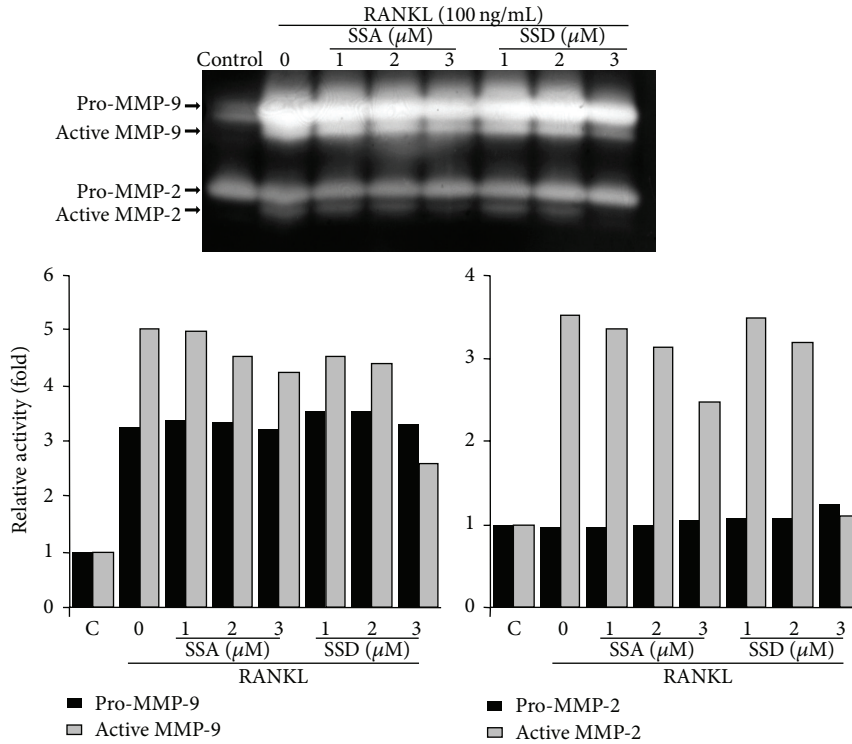 RANKL (100 ng/mL)
SSA (μM) SSD (μM)
Control 0 1 2 3 1 2 3
Pro-MMP-9
Active MMP-9
Pro-MMP-2
Active MMP-2
Relative activity (fold)
6
5
4
3
2
1
0
C 0 1 2 3 1 2 3
SSA (μM) SSD (μM)
RANKL
Pro-MMP-9
Active MMP-9
4
3
2
1
0
C 0 1 2 3 1 2 3
SSA (μM) SSD (μM)
RANKL
Pro-MMP-2
Active MMP-2